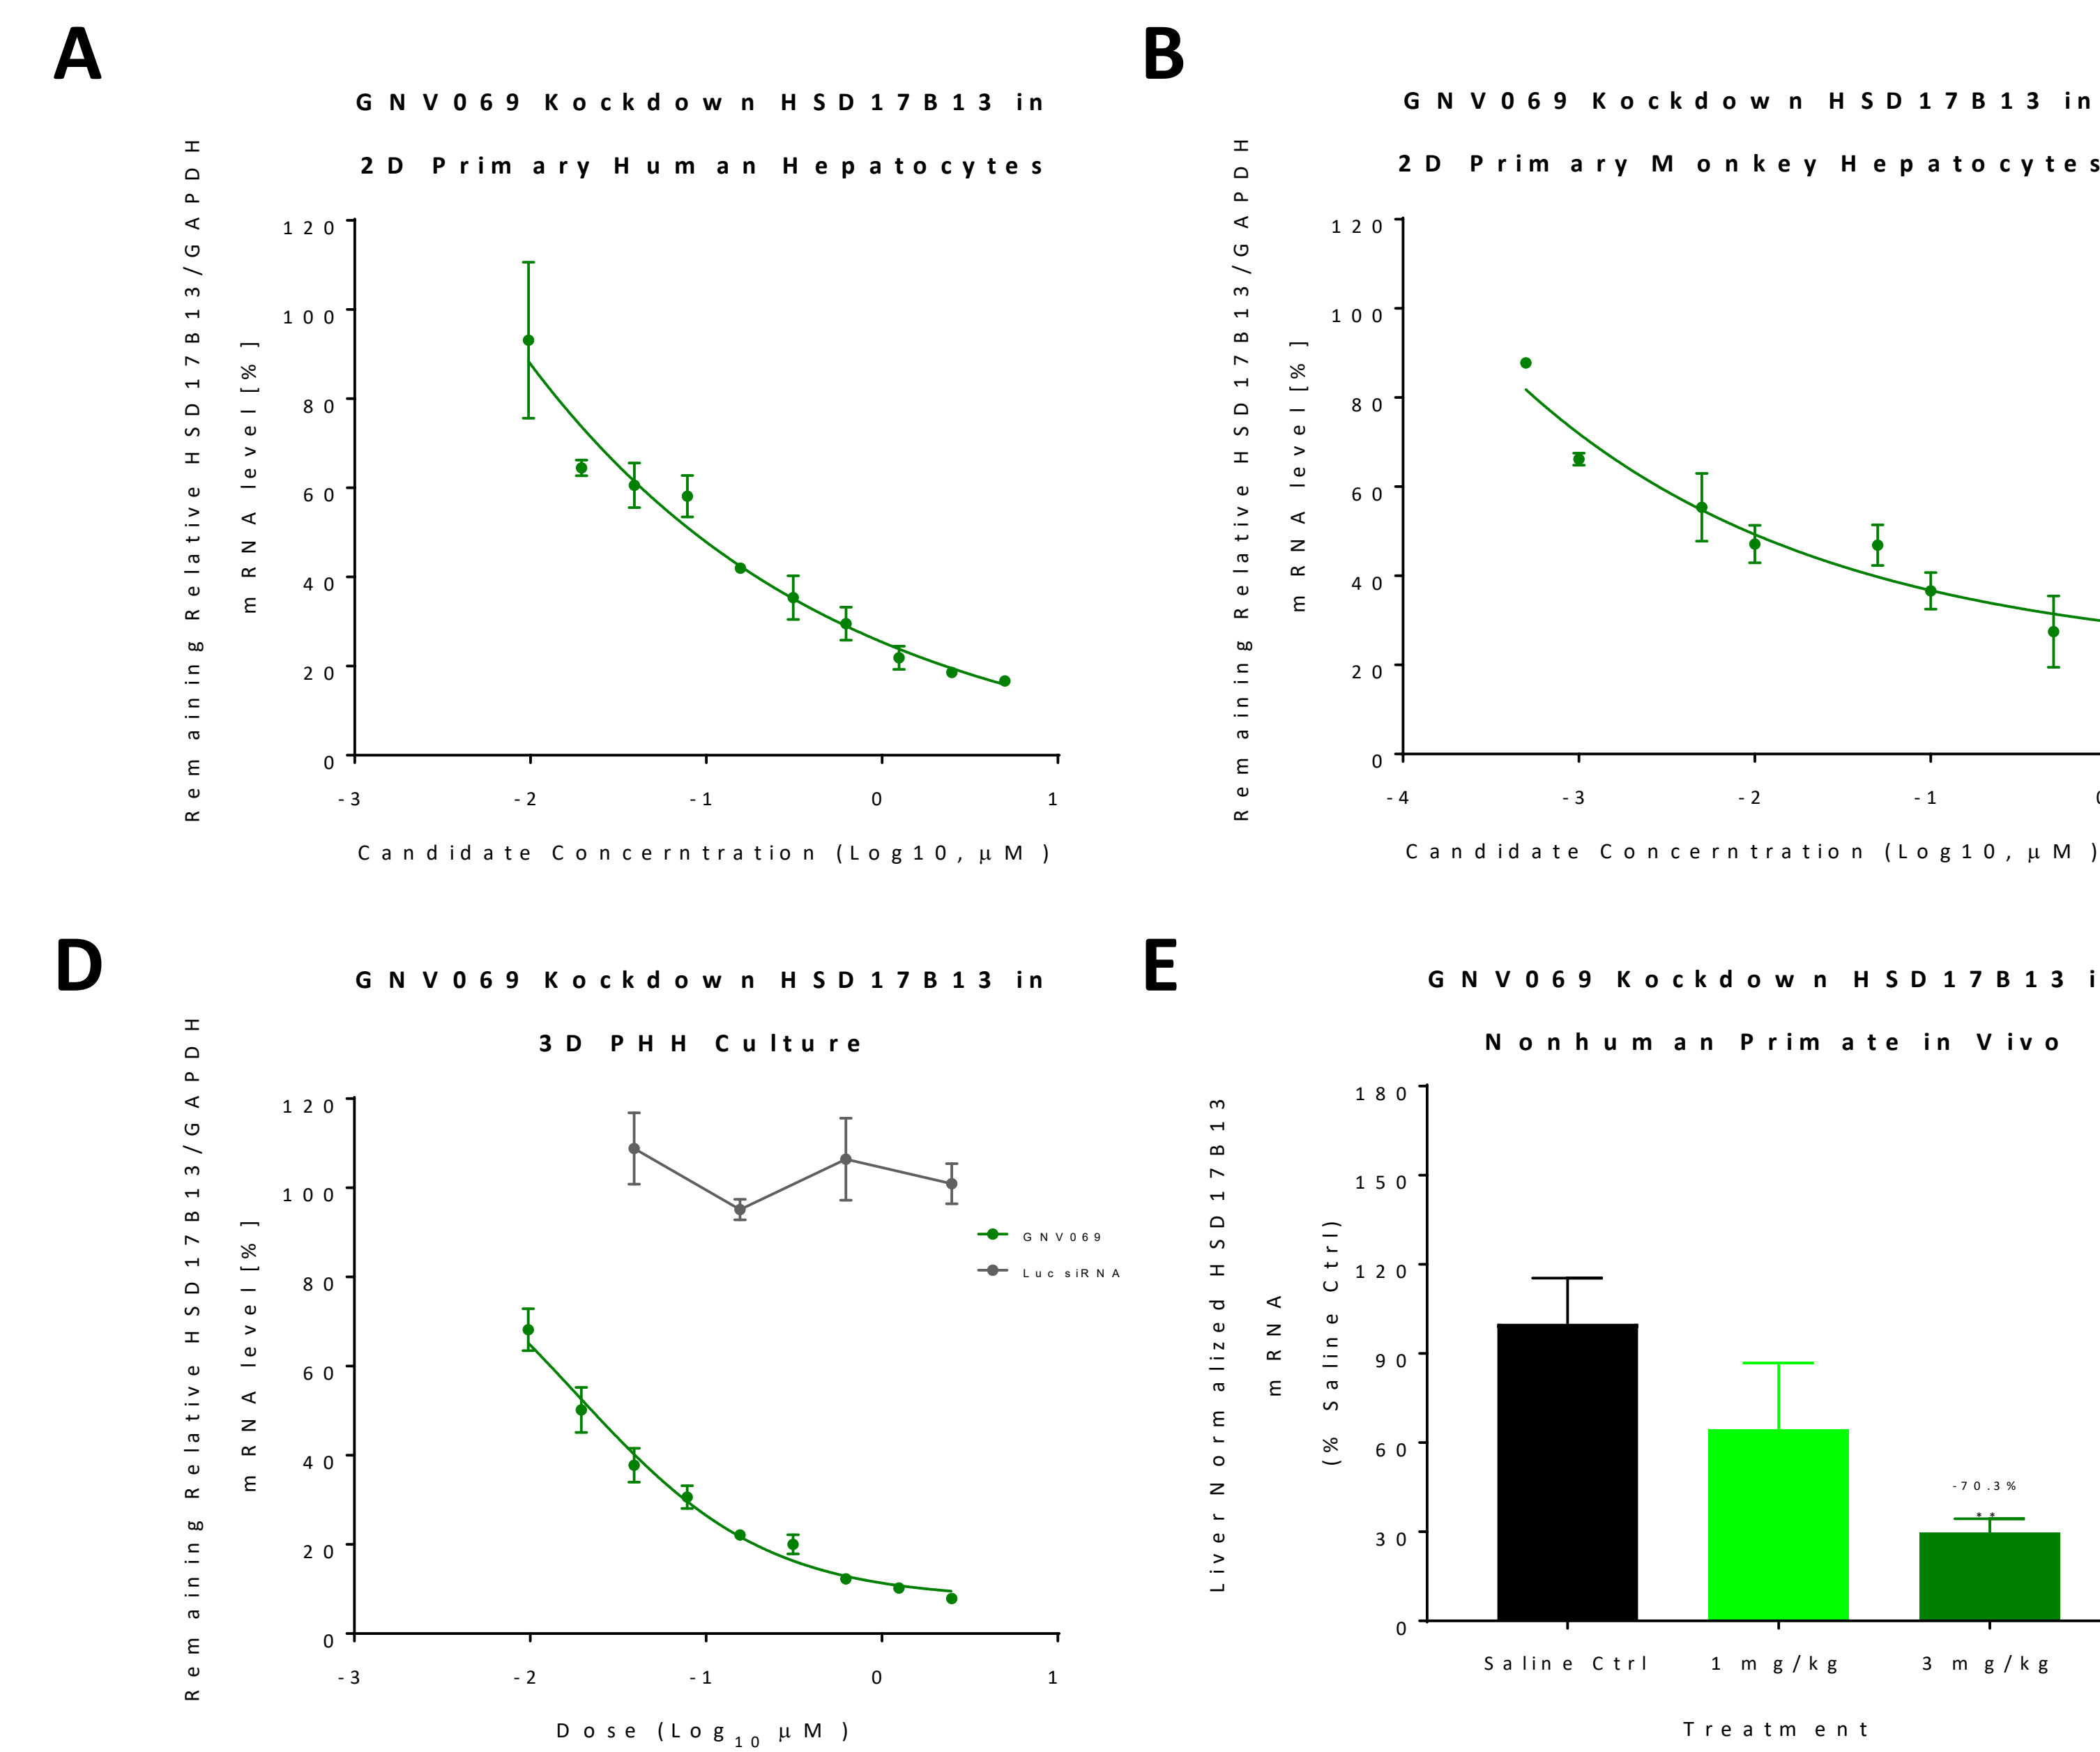 A
GNV069 Kockdown HSD17B13 in
2D Primary Human Hepatocytes
Remaining Relative HSD17B13/GAPDH
mRNA level [%]
120
100
80
60
40
20
0
-3
-2
-1
0
1
Candidate Concerntration (Log10, μM)
B
GNV069 Kockdown HSD17B13 in
2D Primary Monkey Hepatocytes
Remaining Relative HSD17B13/GAPDH
mRNA level [%]
120
100
80
60
40
20
0
-4
-3
-2
-1
0
Candidate Concerntration (Log10, μM)
D
GNV069 Kockdown HSD17B13 in
3D PHH Culture
Remaining Relative HSD17B13/GAPDH
mRNA level [%]
120
100
80
60
40
20
0
-3
-2
-1
0
1
Dose (Log10 μM)
GNV069
Luc siRNA
E
GNV069 Kockdown HSD17B13 i
Nonhuman Primate in Vivo
Liver Normalized HSD17B13
mRNA
(% Saline Ctrl)
180
150
120
90
60
30
0
-70.3%
**
Saline Ctrl
1 mg/kg
3 mg/kg
Treatment